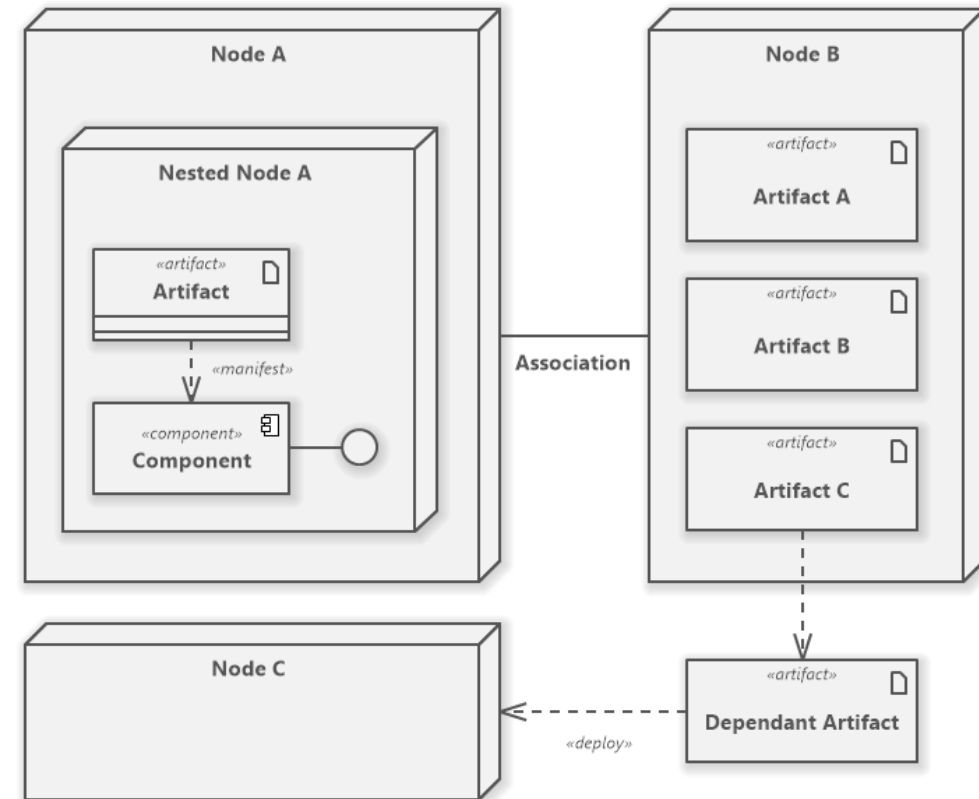 Node A
Nested Node A
«artifact»
Artifact
«manifest»
«component»
Component
Association
Node B
«artifact»
Artifact A
«artifact»
Artifact B
«artifact»
Artifact C
Node C
«deploy»
«artifact»
Dependant Artifact